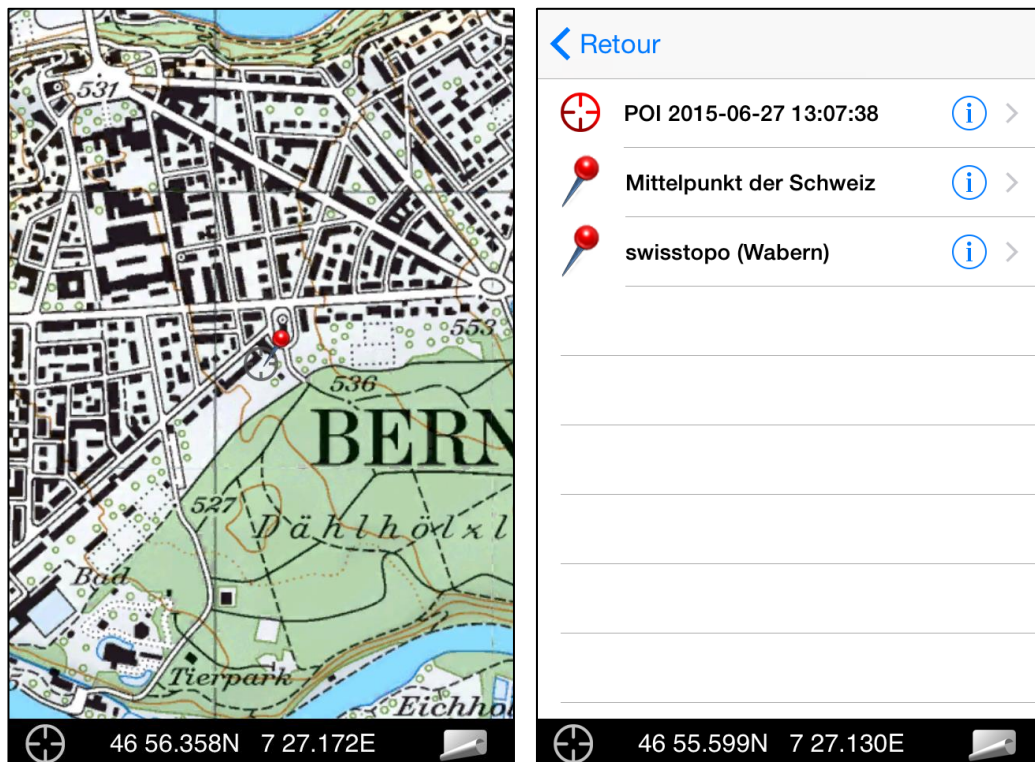 531
553
536
BERN
527
Dählhölzl
Bad
Tierpark
5
Eichhol
46 56.358N 7 27.172E
Retour
POI 2015-06-27 13:07:38
Mittelpunkt der Schweiz
swisstopo (Wabern)
46 55.599N 7 27.130E